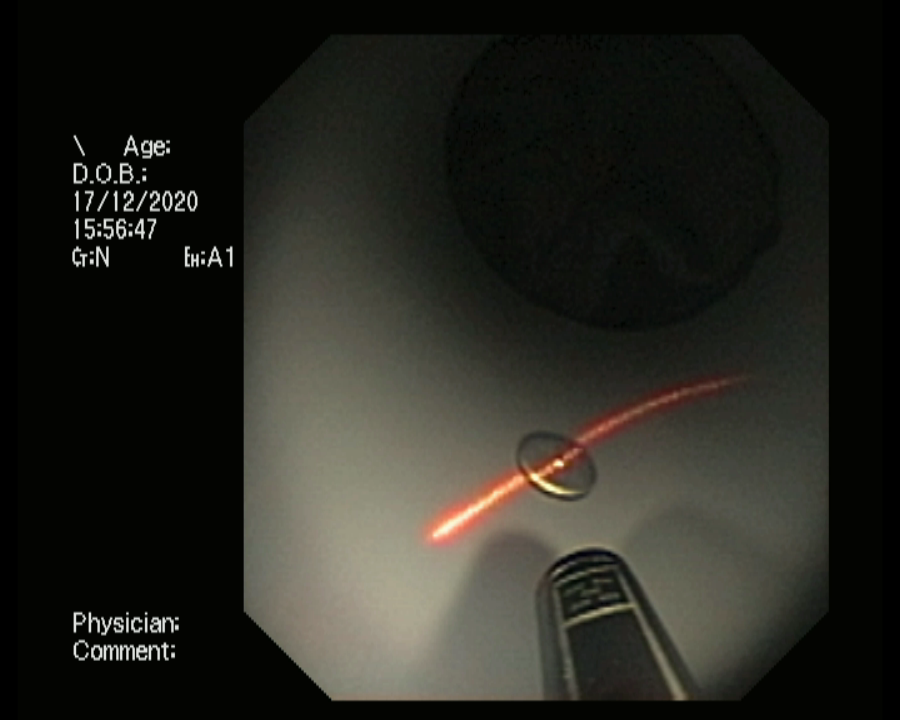 \ Age:
D.O.B.:
17/12/2020
15:56:47
Cr:N Eh:A1
Physician:
Comment: